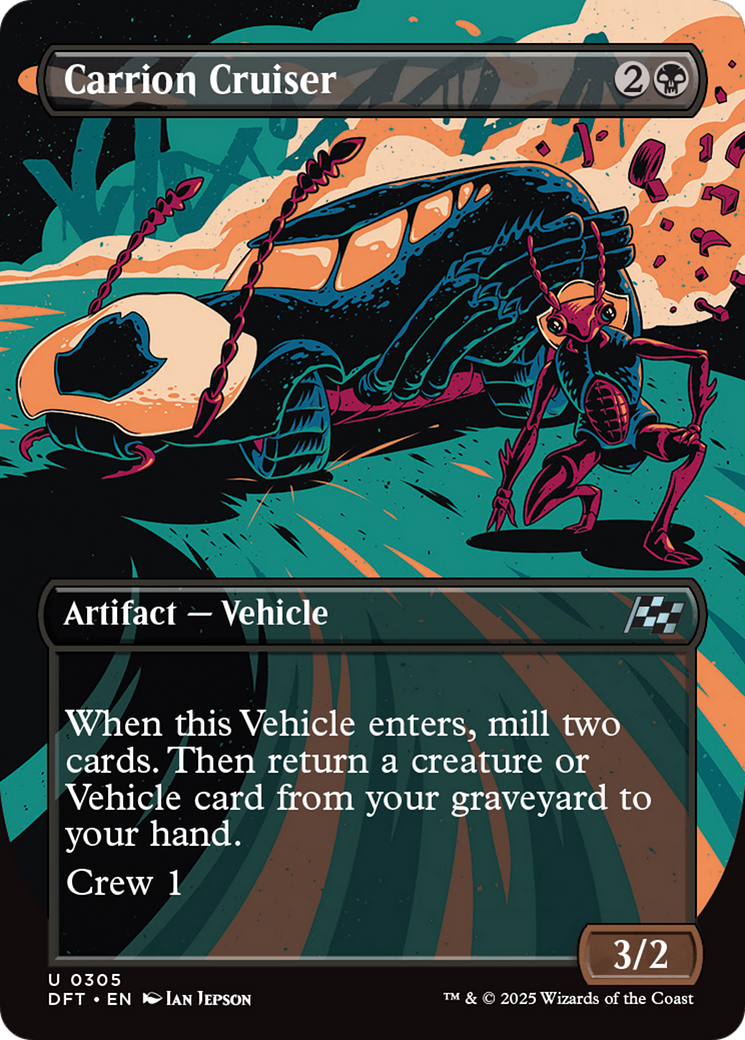 Carrion Cruiser 2
Artifact — Vehicle
When this Vehicle enters, mill two
cards. Then return a creature or
Vehicle card from your graveyard to
your hand.
Crew 1
3/2
U 0305
DFT • EN Ian Jepson
™ & © 2025 Wizards of the Coast